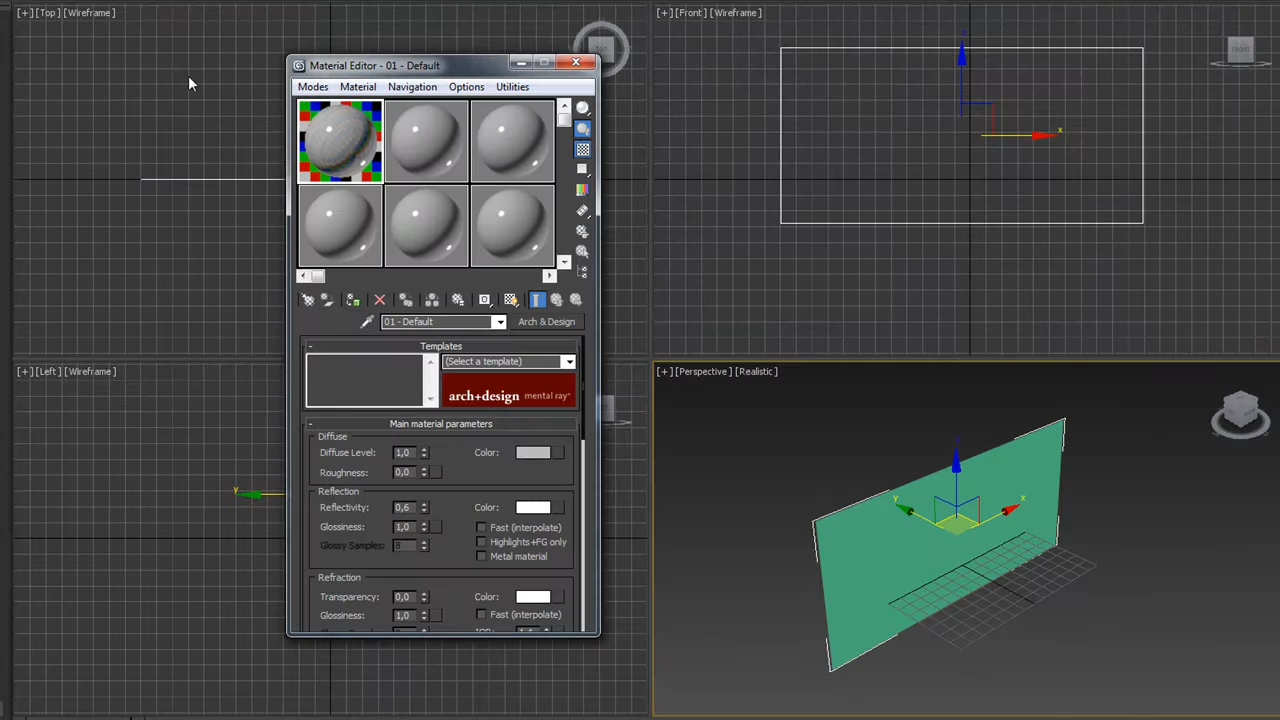 [+] [Top] [Wireframe]
[+] [Front] [Wireframe]
FRONT
z
x
Material Editor - 01 - Default
Modes Material Navigation Options Utilities
01 - Default
Arch & Design
- Templates
(Select a template)
arch+design mental ray®
- Main material parameters
Diffuse
Diffuse Level: 1,0 Color:
Roughness: 0,0
Reflection
Reflectivity: 0,6 Color:
Glossiness: 1,0 Fast (interpolate)
Glossy Samples: 8 Highlights+FG only
Metal material
Refraction
Transparency: 0,0 Color:
Glossiness: 1,0 Fast (interpolate)
[+] [Left] [Wireframe]
y
[+] [Perspective] [Realistic]
y
x